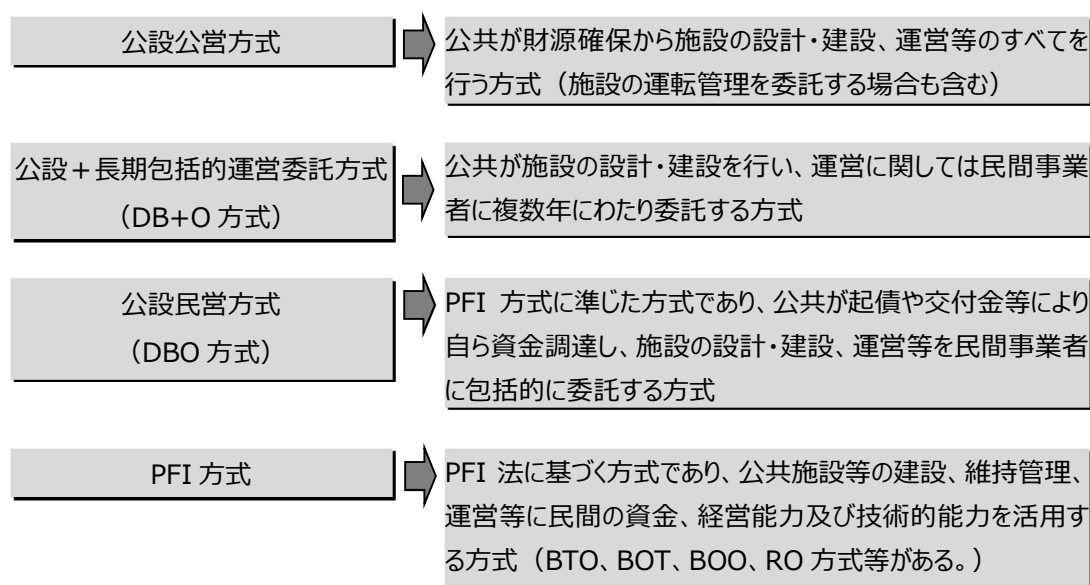 公設公営方式
公共が財源確保から施設の設計・建設、運営等のすべてを
行う方式（施設の運転管理を委託する場合も含む）
公設＋長期包括的運営委託方式
（DB+O 方式）
公共が施設の設計・建設を行い、運営に関しては民間事業
者に複数年にわたり委託する方式
公設民営方式
（DBO 方式）
PFI 方式に準じた方式であり、公共が起債や交付金等により
自ら資金調達し、施設の設計・建設、運営等を民間事業者
に包括的に委託する方式
PFI 方式
PFI 法に基づく方式であり、公共施設等の建設、維持管理、
運営等に民間の資金、経営能力及び技術的能力を活用す
る方式（BTO、BOT、BOO、RO 方式等がある。）